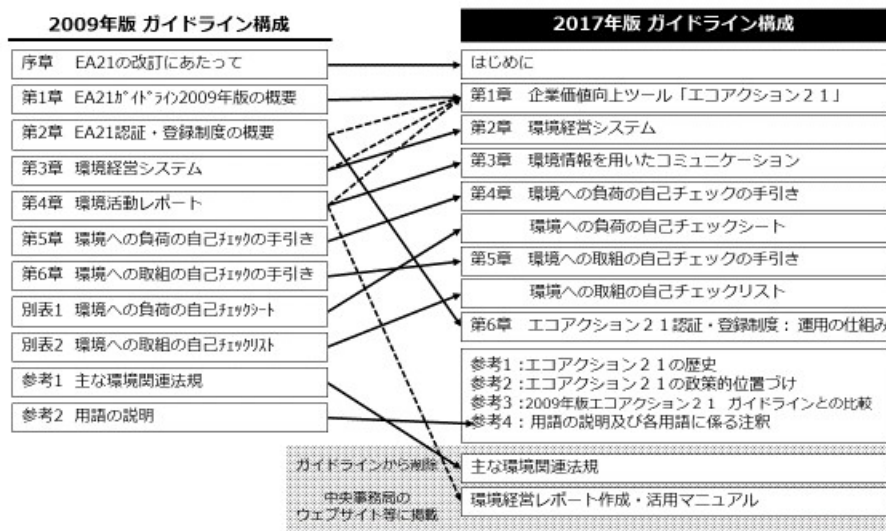 2009年版 ガイドライン構成
序章 EA21の改訂にあたって
第1章 EA21ｶﾞｲﾄﾞﾗｲﾝ2009年版の概要
第2章 EA21認証・登録制度の概要
第3章 環境経営システム
第4章 環境活動レポート
第5章 環境への負荷の自己ﾁｪｯｸの手引き
第6章 環境への取組の自己ﾁｪｯｸの手引き
別表1 環境への負荷の自己ﾁｪｯｸｼｰﾄ
別表2 環境への取組の自己ﾁｪｯｸﾘｽﾄ
参考1 主な環境関連法規
参考2 用語の説明
2017年版 ガイドライン構成
はじめに
第1章 企業価値向上ツール「エコアクション２１」
第2章 環境経営システム
第3章 環境情報を用いたコミュニケーション
第4章 環境への負荷の自己チェックの手引き
環境への負荷の自己チェックシート
第5章 環境への取組の自己チェックの手引き
環境への取組の自己チェックリスト
第6章 エコアクション２１認証・登録制度：運用の仕組み
参考1：エコアクション２１の歴史
参考2：エコアクション２１の政策的位置づけ
参考3：2009年版エコアクション２１ ガイドラインとの比較
参考4：用語の説明及び各用語に係る注釈
ガイドラインから削除
主な環境関連法規
中央事務局の
ウェブサイト等に掲載
環境経営レポート作成・活用マニュアル